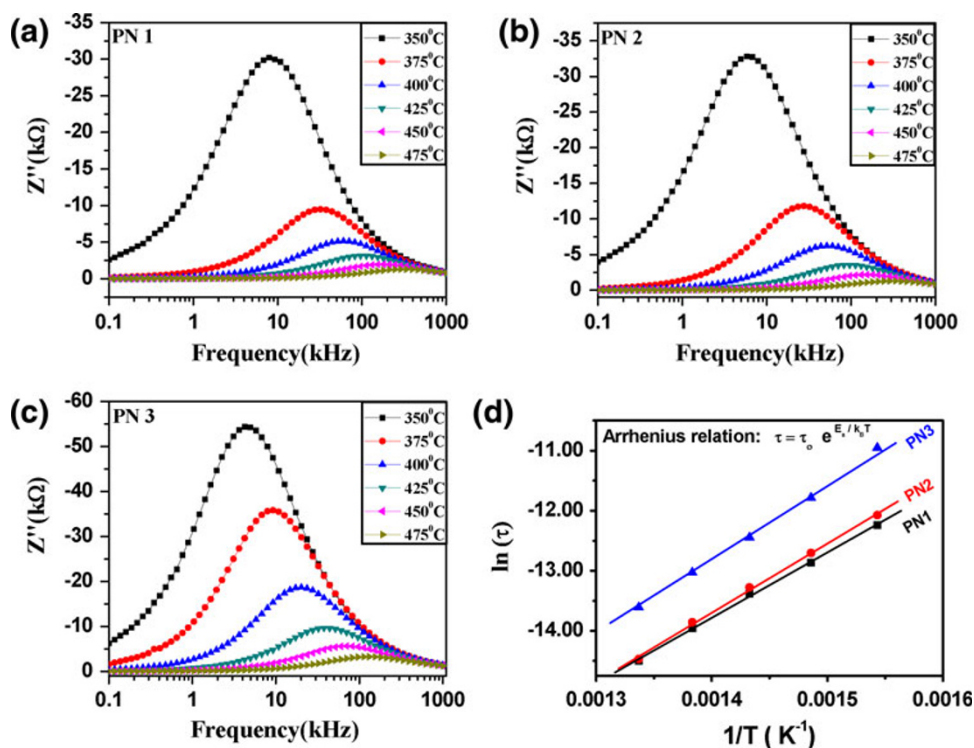 (a)
PN 1
350⁰C
375⁰C
400⁰C
425⁰C
450⁰C
475⁰C
-35
-30
-25
-20
-15
-10
-5
0
Z''(kΩ)
0.1 1 10 100 1000
Frequency(kHz)
(b)
PN 2
350⁰C
375⁰C
400⁰C
425⁰C
450⁰C
475⁰C
-35
-30
-25
-20
-15
-10
-5
0
Z''(kΩ)
0.1 1 10 100 1000
Frequency(kHz)
(c)
PN 3
350⁰C
375⁰C
400⁰C
425⁰C
450⁰C
475⁰C
-60
-50
-40
-30
-20
-10
0
Z''(kΩ)
0.1 1 10 100 1000
Frequency(kHz)
(d)
Arrhenius relation: τ = τ₀ e^(Eₐ / k_B T)
PN3
PN2
PN1
-11.00
-12.00
-13.00
-14.00
ln (τ)
0.0013 0.0014 0.0015 0.0016
1/T ( K⁻¹)